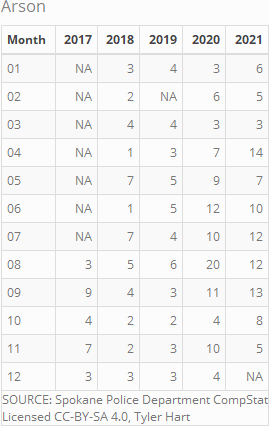 Arson
Month 2017 2018 2019 2020 2021
01 NA 3 4 3 6
02 NA 2 NA 6 5
03 NA 4 4 3 3
04 NA 1 3 7 14
05 NA 7 5 9 7
06 NA 1 5 12 10
07 NA 7 4 10 12
08 3 5 6 20 12
09 9 4 3 11 13
10 4 2 2 4 8
11 7 2 3 10 5
12 3 3 3 4 NA
SOURCE: Spokane Police Department CompStat
Licensed CC-BY-SA 4.0, Tyler Hart